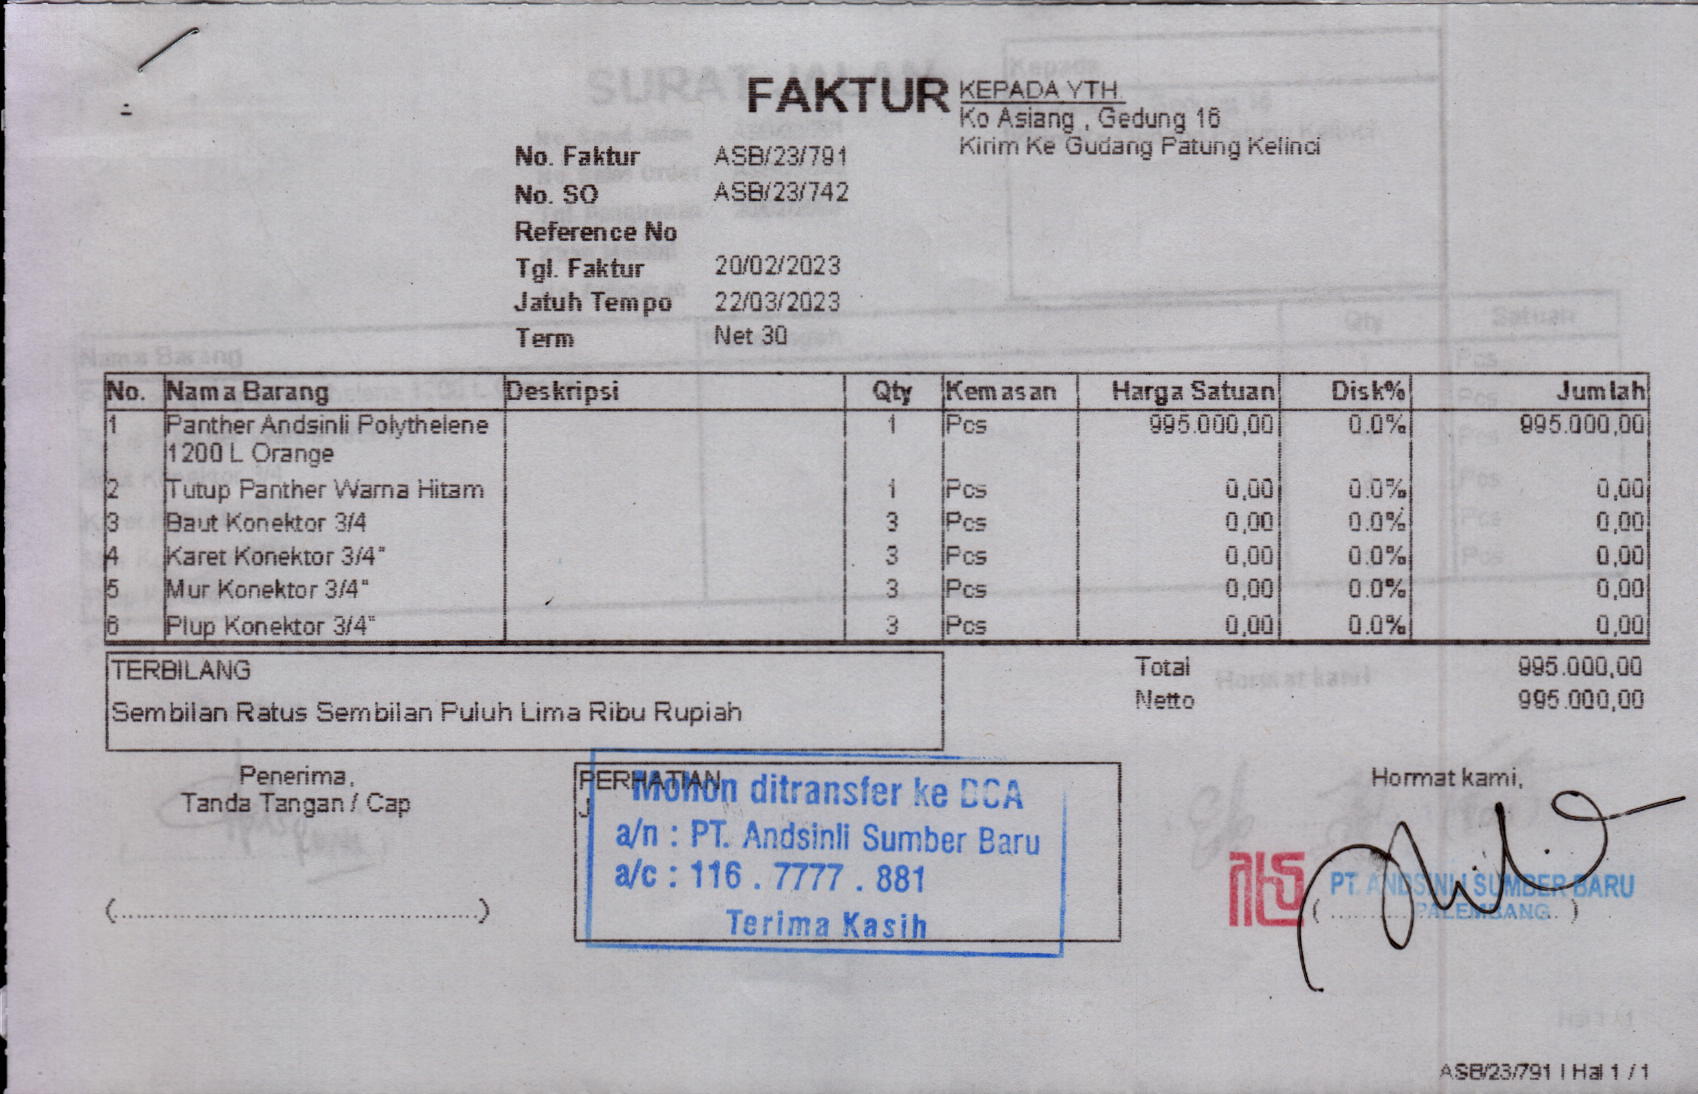 FAKTUR
KEPADA YTH.
Ko Asiang , Gedung 16
Kirim Ke Gudang Patung Kelinci
No. Faktur ASB/23/791
No. SO ASB/23/742
Reference No
Tgl. Faktur 20/02/2023
Jatuh Tempo 22/03/2023
Term Net 30
No. Nama Barang Deskripsi Qty Kemasan Harga Satuan Disk% Jumlah
1 Panther Andsinli Polythelene 1 Pcs 995.000,00 0.0% 995.000,00
1200 L Orange
2 Tutup Panther Warna Hitam 1 Pcs 0,00 0.0% 0,00
3 Baut Konektor 3/4 3 Pcs 0,00 0.0% 0,00
4 Karet Konektor 3/4" 3 Pcs 0,00 0.0% 0,00
5 Mur Konektor 3/4" 3 Pcs 0,00 0.0% 0,00
6 Plup Konektor 3/4" 3 Pcs 0,00 0.0% 0,00
TERBILANG
Sembilan Ratus Sembilan Puluh Lima Ribu Rupiah
Total 995.000,00
Netto 995.000,00
Penerima,
Tanda Tangan / Cap
(..................................................)
PERHATIAN
J
Mohon ditransfer ke BCA
a/n : PT. Andsinli Sumber Baru
a/c : 116 . 7777 . 881
Terima Kasih
Hormat kami,
PT. ANDSINLI SUMBER BARU
PALEMBANG
ASB/23/791 | Hal 1 / 1